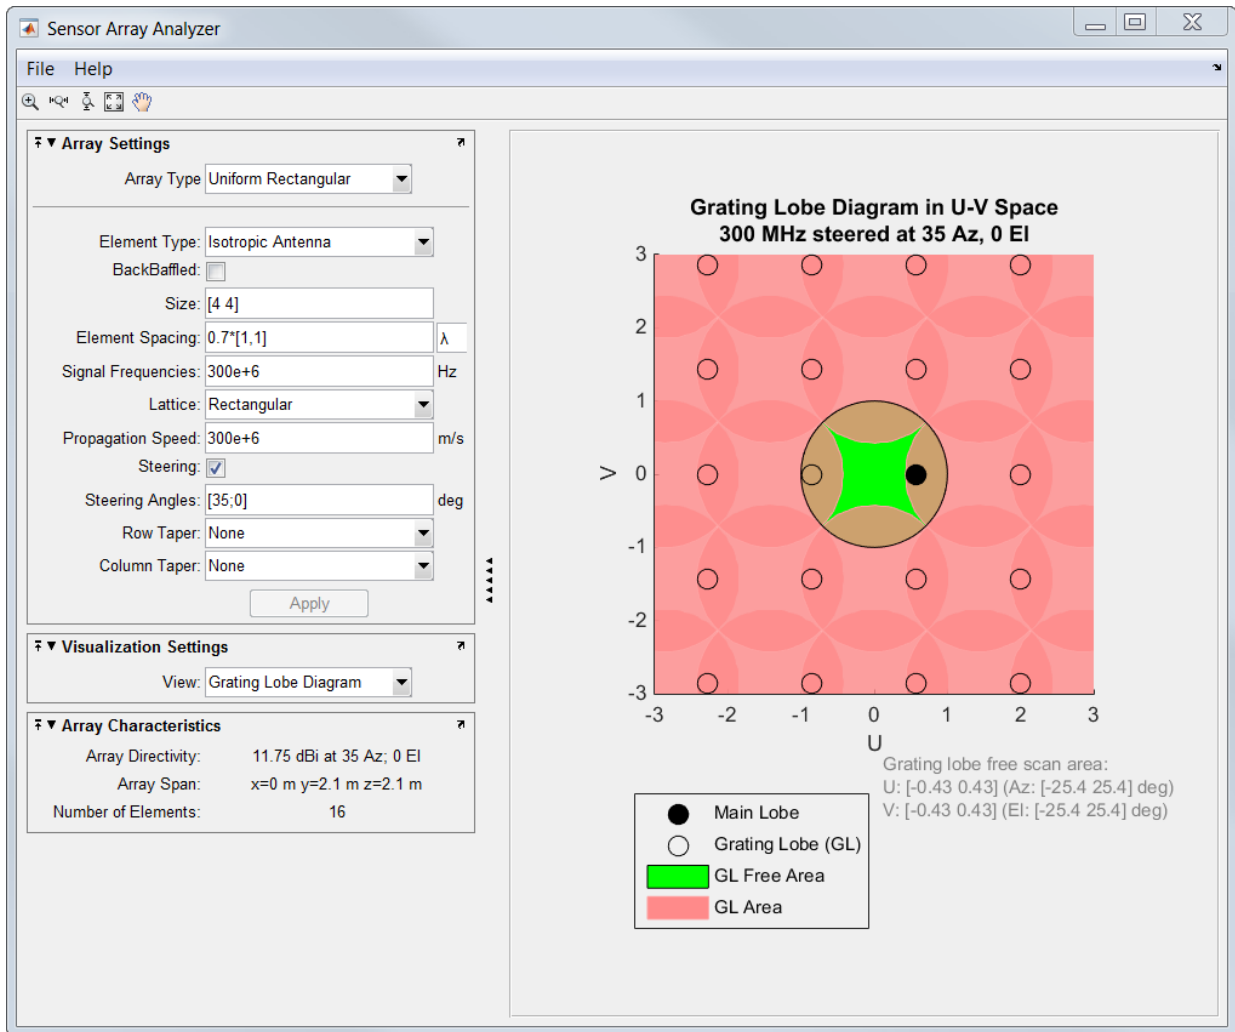 Sensor Array Analyzer
File Help
Array Settings
Array Type Uniform Rectangular
Element Type: Isotropic Antenna
BackBaffled:
Size: [4 4]
Element Spacing: 0.7*[1,1] λ
Signal Frequencies: 300e+6 Hz
Lattice: Rectangular
Propagation Speed: 300e+6 m/s
Steering:
Steering Angles: [35;0] deg
Row Taper: None
Column Taper: None
Apply
Visualization Settings
View: Grating Lobe Diagram
Array Characteristics
Array Directivity: 11.75 dBi at 35 Az; 0 El
Array Span: x=0 m y=2.1 m z=2.1 m
Number of Elements: 16
Grating Lobe Diagram in U-V Space
300 MHz steered at 35 Az, 0 El
3
2
1
0
-1
-2
-3
V
-3 -2 -1 0 1 2 3
U
Grating lobe free scan area:
U: [-0.43 0.43] (Az: [-25.4 25.4] deg)
V: [-0.43 0.43] (El: [-25.4 25.4] deg)
Main Lobe
Grating Lobe (GL)
GL Free Area
GL Area